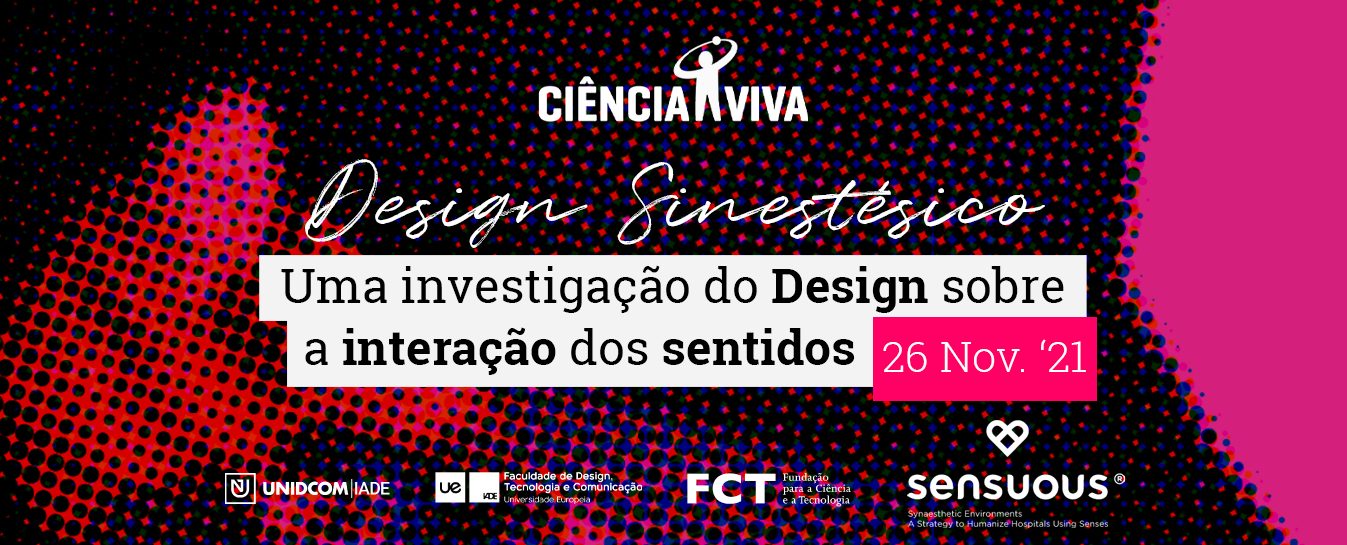 CIÊNCIA VIVA
Design Sinestésico
Uma investigação do Design sobre
a interação dos sentidos
26 Nov. ‘21
UNIDCOM|IADE
ue IADE
Faculdade de Design,
Tecnologia e Comunicação
Universidade Europeia
FCT
Fundação
para a Ciência
e a Tecnologia
sensuous®
Synaesthetic Environments
A Strategy to Humanize Hospitals Using Senses